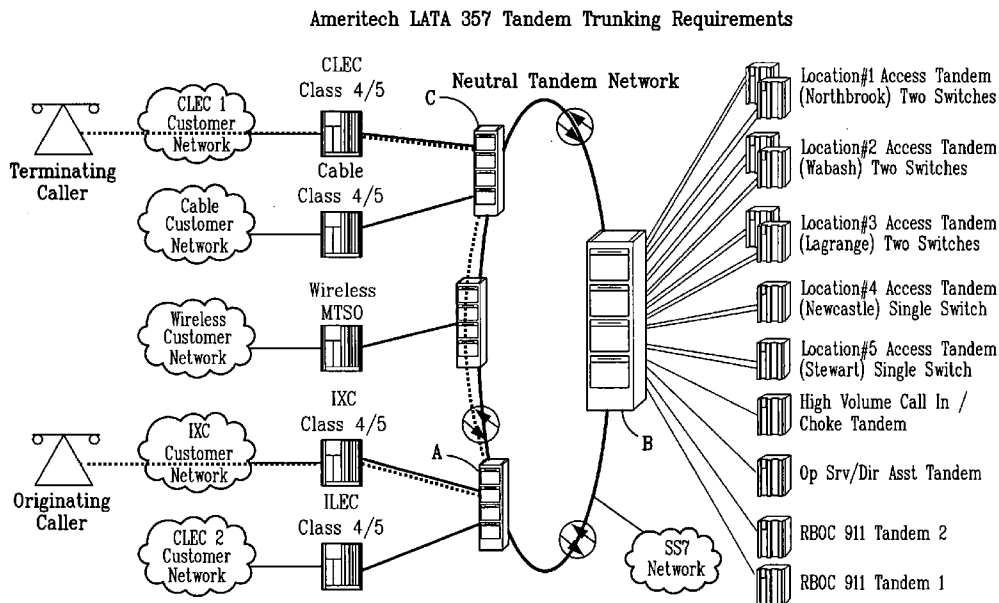 Ameritech LATA 357 Tandem Trunking Requirements
CLEC
Class 4/5
CLEC 1
Customer
Network
Terminating
Caller
Cable
Class 4/5
Cable
Customer
Network
Wireless
MTSO
Wireless
Customer
Network
IXC
Class 4/5
IXC
Customer
Network
Originating
Caller
ILEC
Class 4/5
CLEC 2
Customer
Network
Neutral Tandem Network
C
A
B
SS7
Network
Location#1 Access Tandem
(Northbrook) Two Switches
Location#2 Access Tandem
(Wabash) Two Switches
Location#3 Access Tandem
(Lagrange) Two Switches
Location#4 Access Tandem
(Newcastle) Single Switch
Location#5 Access Tandem
(Stewart) Single Switch
High Volume Call In /
Choke Tandem
Op Srv/Dir Asst Tandem
RBOC 911 Tandem 2
RBOC 911 Tandem 1